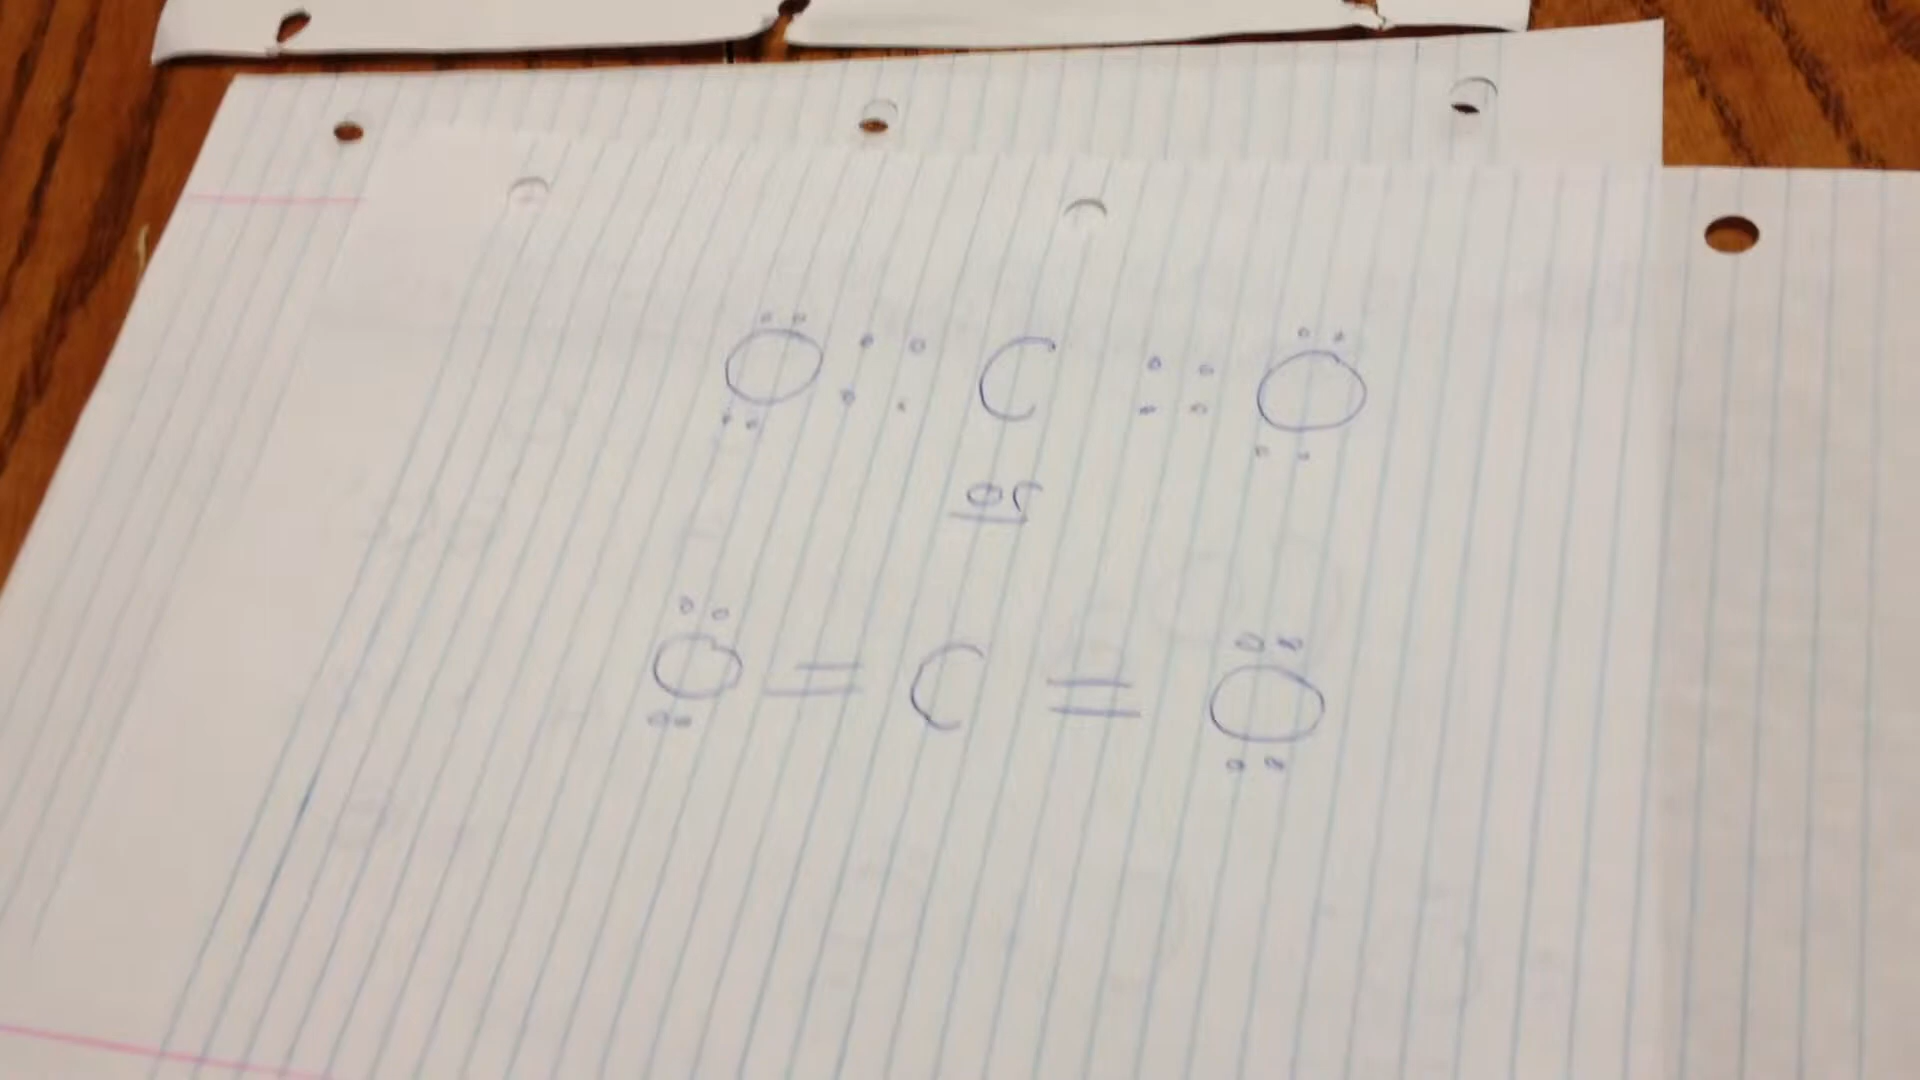 O :: C :: O
or
O = C = O